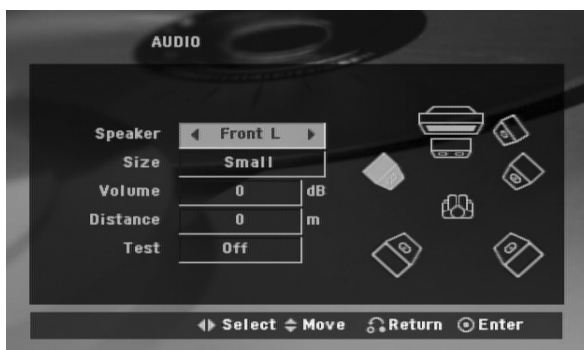 AUDIO
Speaker Front L
Size Small
Volume 0 dB
Distance 0 m
Test Off
Select Move Return Enter